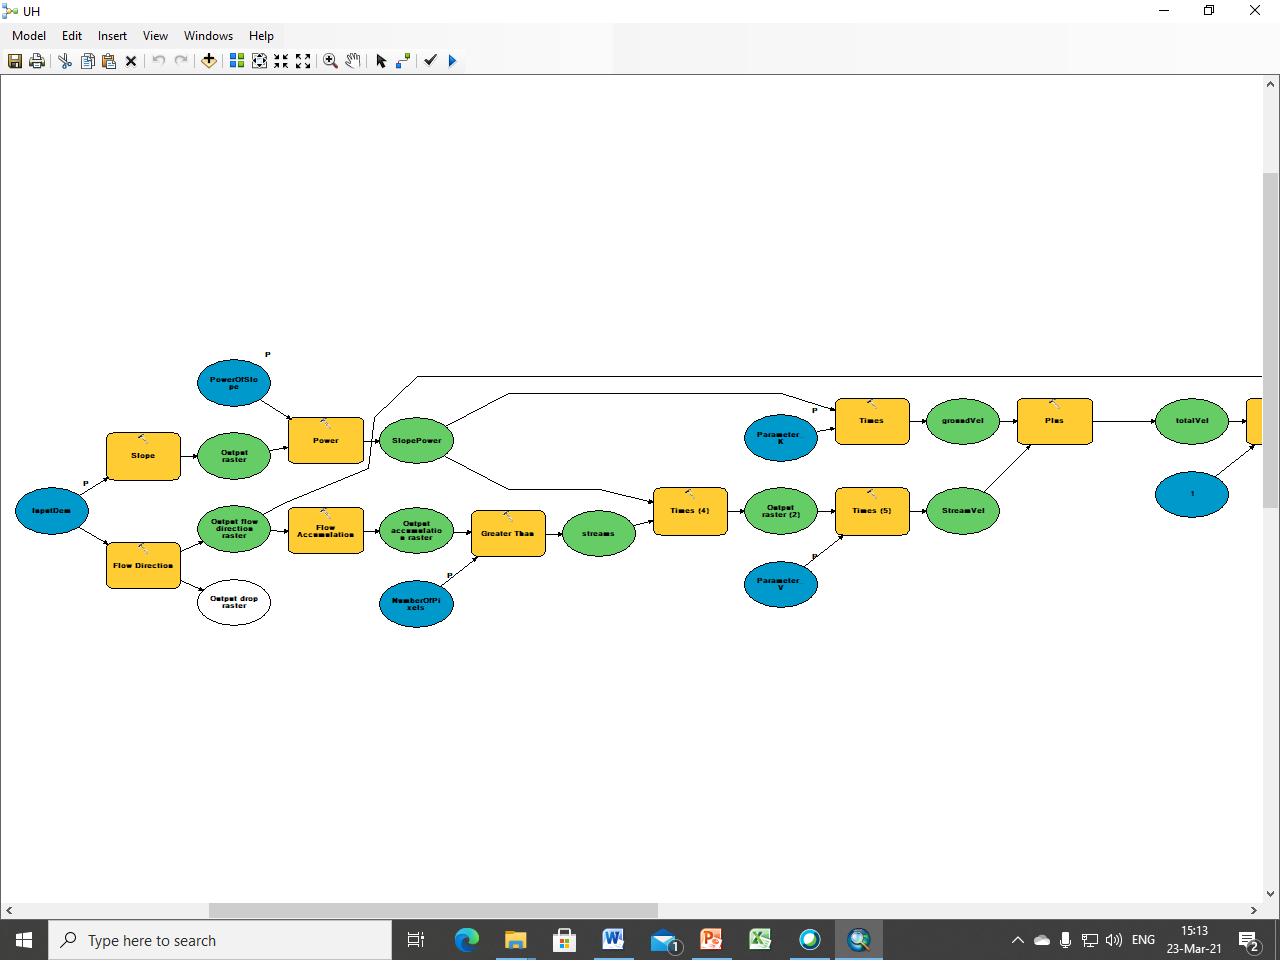 UH
Model Edit Insert View Windows Help
P
PowerOfSlo
pe
Power
SlopePower
P
Parameter
K
Times
groundVel
Plus
totalVel
Slope
Output
raster
P
InputDem
1
Output flow
direction
raster
Flow
Accumulation
Output
accumulatio
n raster
Greater Than
streams
Times (4)
Output
raster (2)
Times (5)
StreamVel
Flow Direction
Output drop
raster
P
NumberOfPi
xels
P
Parameter
V
Type here to search
1
ENG
15:13
23-Mar-21
2